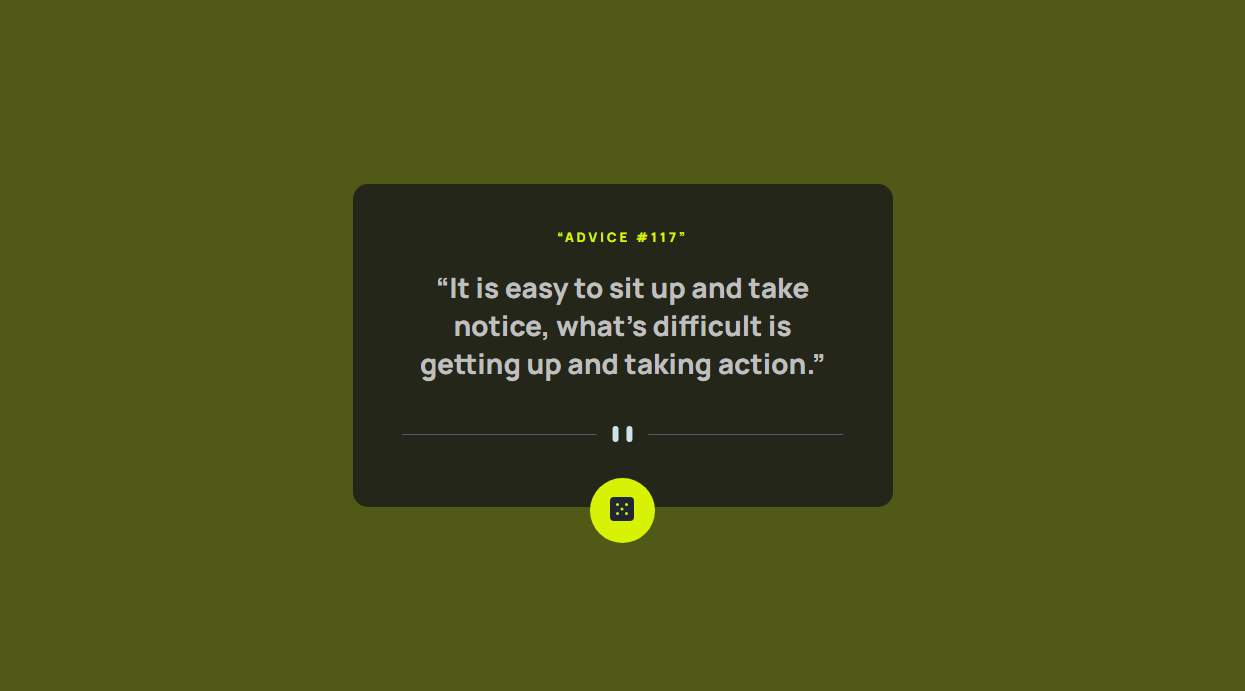 “ADVICE #117”
“It is easy to sit up and take
notice, what’s difficult is
getting up and taking action.”